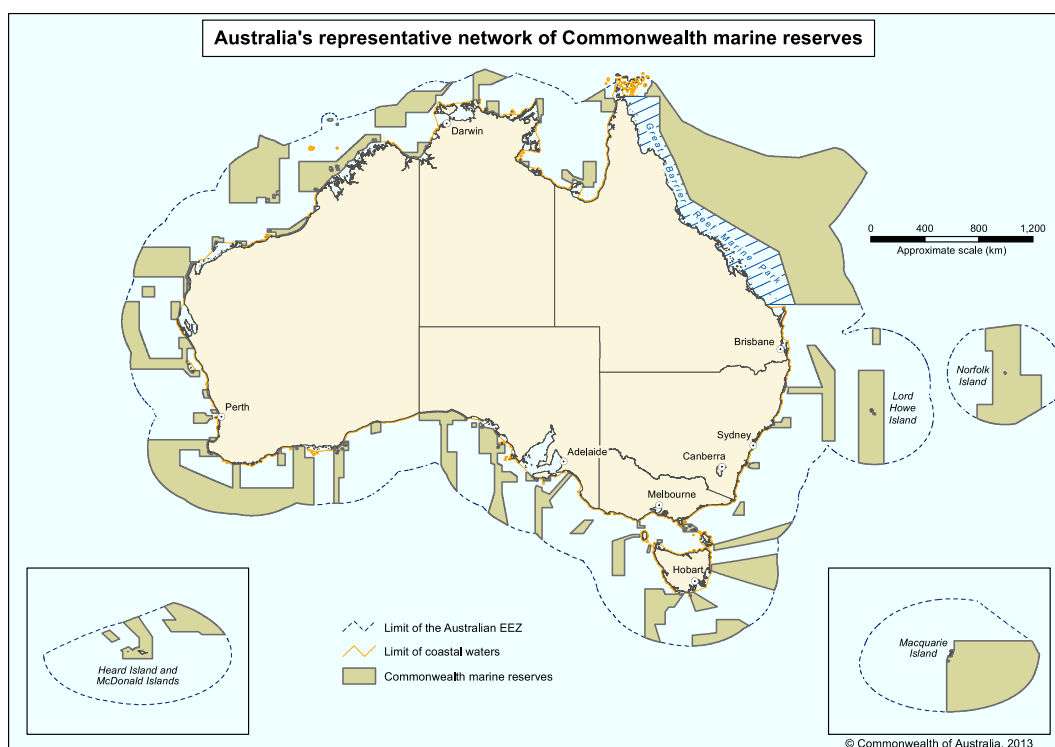 Australia's representative network of Commonwealth marine reserves
Darwin
Great Barrier Reef Marine Park
0 400 800 1,200
Approximate scale (km)
Brisbane
Norfolk
Island
Lord
Howe
Island
Perth
Sydney
Adelaide
Canberra
Melbourne
Hobart
Limit of the Australian EEZ
Limit of coastal waters
Commonwealth marine reserves
Heard Island and
McDonald Islands
Macquarie
Island
© Commonwealth of Australia, 2013